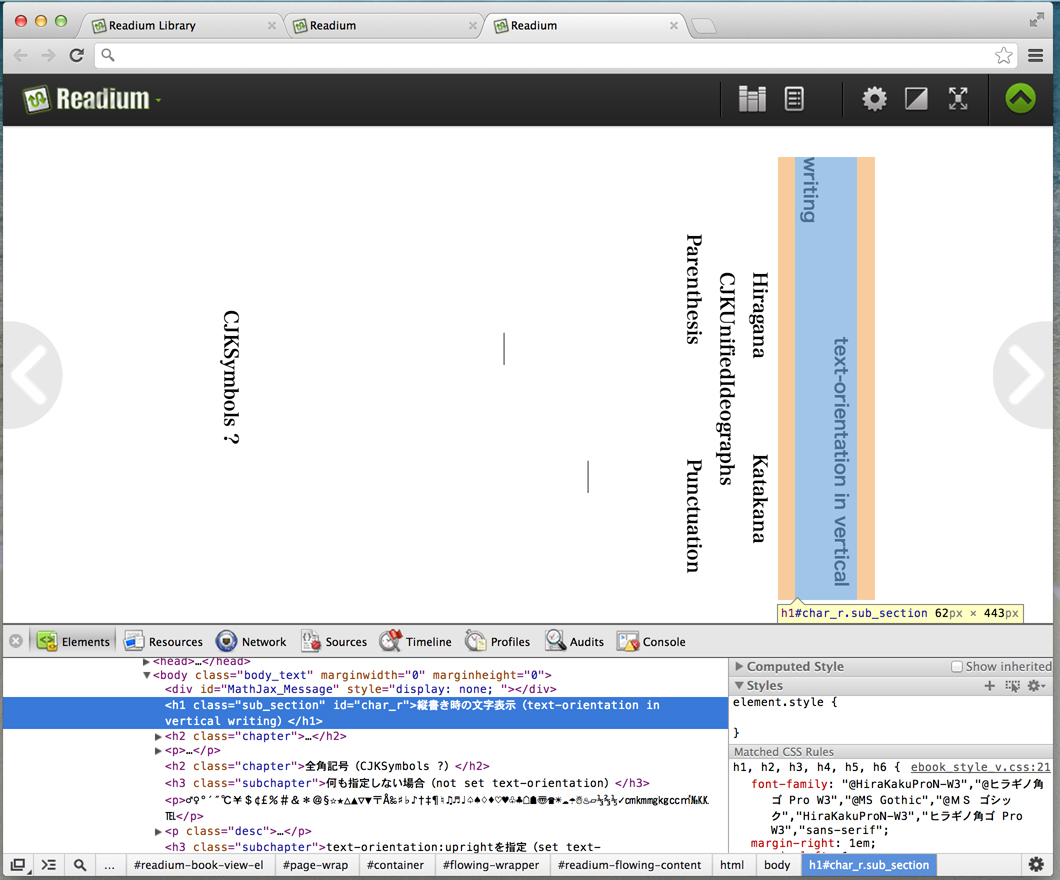 Readium Library
Readium
Readium
Readium
text-orientation in vertical
writing
Hiragana
Katakana
CJKUnifiedIdeographs
Parenthesis
Punctuation
CJKSymbols ?
h1#char_r.sub_section 62px × 443px
Elements Resources Network Sources Timeline Profiles Audits Console
▶<head>…</head>
▼<body class="body_text" marginwidth="0" marginheight="0">
<div id="MathJax_Message" style="display: none; "></div>
<h1 class="sub_section" id="char_r">縦書き時の文字表示（text-orientation in
vertical writing）</h1>
▶<h2 class="chapter">…</h2>
▶<p>…</p>
<h2 class="chapter">全角記号（CJKSymbols ?）</h2>
<h3 class="subchapter">何も指定しない場合（not set text-orientation）</h3>
℡</p>
▶<p class="desc">…</p>
<h3 class="subchapter">text-orientation:uprightを指定（set text-
▶ Computed Style Show inherited
▼ Styles
element.style {
}
Matched CSS Rules
h1, h2, h3, h4, h5, h6 { ebook_style_v.css:21
font-family: "@HiraKakuProN-W3","@ヒラギノ角
ゴ Pro W3","@MS Gothic","@ＭＳ ゴシッ
ク","HiraKakuProN-W3","ヒラギノ角ゴ Pro
W3","sans-serif";
margin-right: 1em;
... #readium-book-view-el #page-wrap #container #flowing-wrapper #readium-flowing-content html body h1#char_r.sub_section